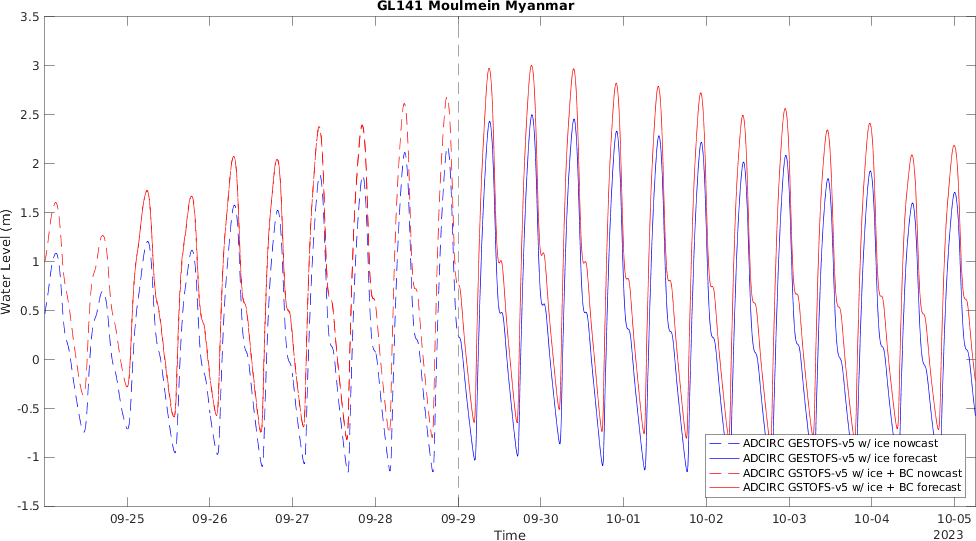 GL141 Moulmein Myanmar
3.5
3
2.5
2
1.5
1
0.5
0
-0.5
-1
-1.5
Water Level (m)
ADCIRC GESTOFS-v5 w/ ice nowcast
ADCIRC GESTOFS-v5 w/ ice forecast
ADCIRC GSTOFS-v5 w/ ice + BC nowcast
ADCIRC GSTOFS-v5 w/ ice + BC forecast
09-25 09-26 09-27 09-28 09-29 09-30 10-01 10-02 10-03 10-04 10-05
Time
2023